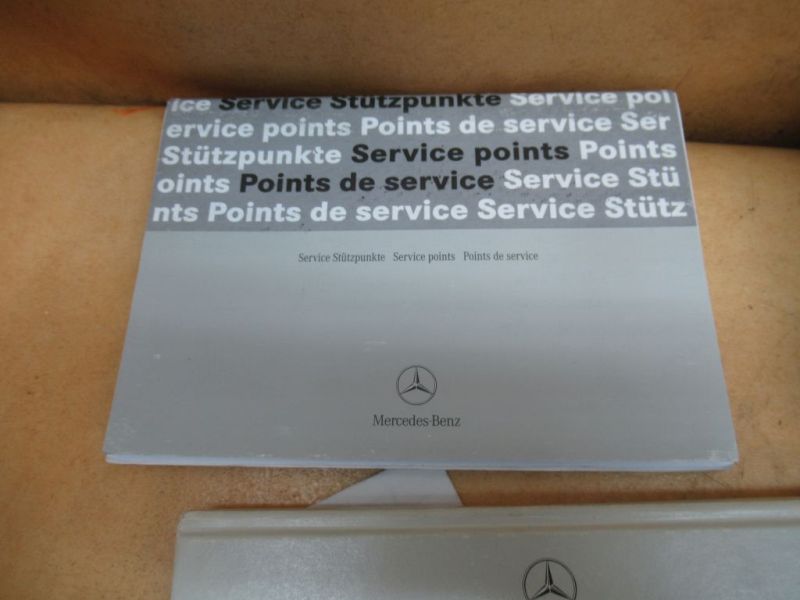 ice Service Stützpunkte Service poi
ervice points Points de service Ser
Stützpunkte Service points Points
oints Points de service Service Stü
nts Points de service Service Stütz
Service Stützpunkte Service points Points de service
Mercedes-Benz